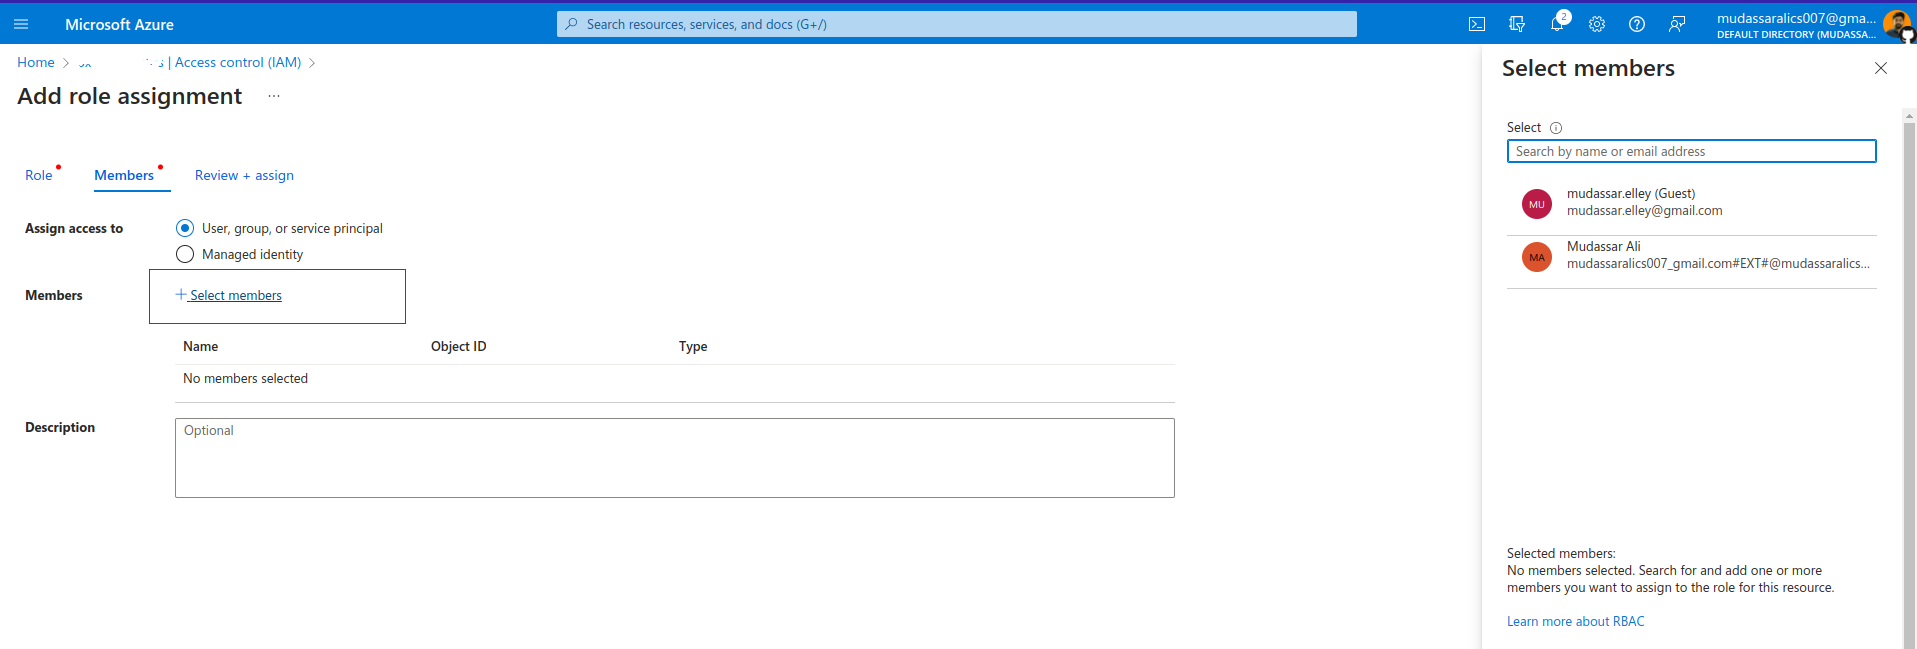 Microsoft Azure
Search resources, services, and docs (G+/)
2
mudassaralics007@gma...
DEFAULT DIRECTORY (MUDASSA...
Home > | Access control (IAM) >
Add role assignment ...
Role Members Review + assign
Assign access to
User, group, or service principal
Managed identity
Members
+ Select members
Name Object ID Type
No members selected
Description
Optional
Select members
Select
Search by name or email address
MU
mudassar.elley (Guest)
mudassar.elley@gmail.com
MA
Mudassar Ali
mudassaralics007_gmail.com#EXT#@mudassaralics...
Selected members:
No members selected. Search for and add one or more
members you want to assign to the role for this resource.
Learn more about RBAC